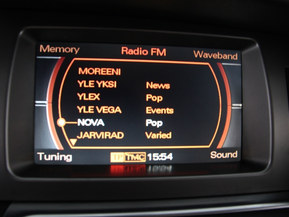 Memory Radio FM Waveband
MOREENI
YLE YKSI News
YLEX Pop
YLE VEGA Events
NOVA Pop
JARVIRAD Varied
Tuning TMC 15:54 Sound